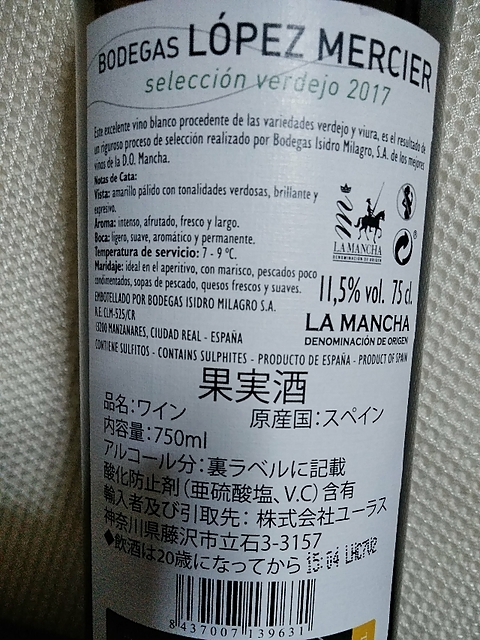 BODEGAS LÓPEZ MERCIER
selección verdejo 2017
Este excelente vino blanco procedente de las variedades verdejo y viura, es el resultado de
un riguroso proceso de selección realizado por Bodegas Isidro Milagro, S.A. de los mejores
vinos de la D.O. Mancha.
Notas de Cata:
Vista: amarillo pálido con tonalidades verdosas, brillante y
expresivo.
Aroma: intenso, afrutado, fresco y largo.
Boca: ligero, suave, aromático y permanente.
Temperatura de servicio: 7 - 9 ºC.
Maridaje: ideal en el aperitivo, con marisco, pescados poco
condimentados, sopas de pescado, quesos frescos y suaves.
EMBOTELLADO POR BODEGAS ISIDRO MILAGRO S.A.
R.E. CLM-525/CR
13200 MANZANARES, CIUDAD REAL - ESPAÑA
CONTIENE SULFITOS - CONTAINS SULPHITES - PRODUCTO DE ESPAÑA - PRODUCT OF SPAIN
LA MANCHA
DENOMINACIÓN DE ORIGEN
®
11,5% vol. 75 cl.
LA MANCHA
DENOMINACIÓN DE ORIGEN
果実酒
品名:ワイン 原産国:スペイン
内容量:750ml
アルコール分:裏ラベルに記載
酸化防止剤(亜硫酸塩、V.C)含有
輸入者及び引取先: 株式会社ユーラス
神奈川県藤沢市立石3-3157
◆飲酒は20歳になってから 15:04 LH0702
8 437007 139631